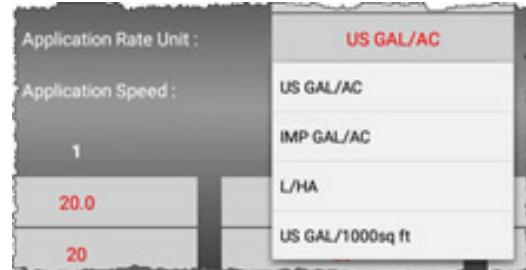 Application Rate Unit :
US GAL/AC
Application Speed :
US GAL/AC
IMP GAL/AC
1
L/HA
20.0
US GAL/1000sq ft
20